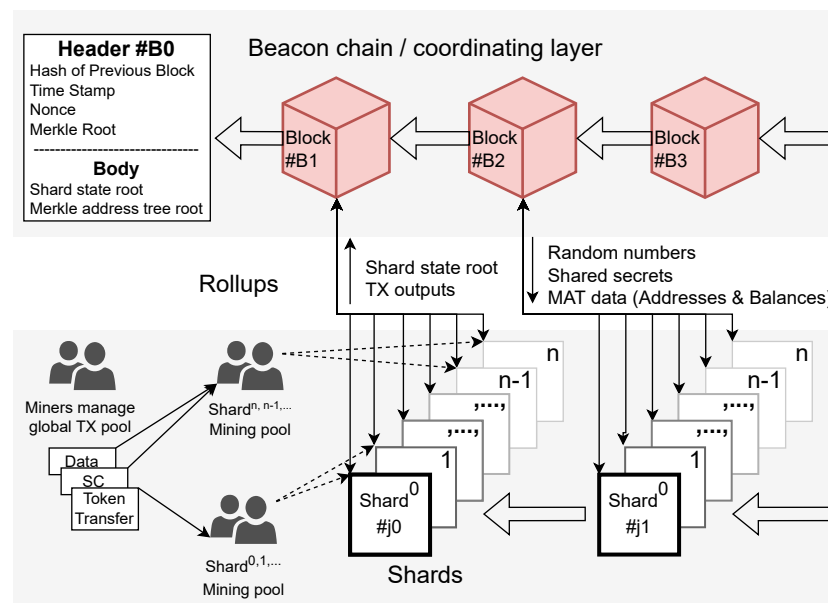 Header #B0
Hash of Previous Block
Time Stamp
Nonce
Merkle Root
Body
Shard state root
Merkle address tree root
Beacon chain / coordinating layer
Block
#B1
Block
#B2
Block
#B3
Rollups
Shard state root
TX outputs
Random numbers
Shared secrets
MAT data (Addresses & Balances)
Miners manage
global TX pool
Data
SC
Token
Transfer
Shard^n, n-1,...
Mining pool
Shard^0,1,...
Mining pool
n
n-1
,...,
,...,
1
Shard^0
#j0
n
n-1
,...,
,...,
1
Shard^0
#j1
Shards